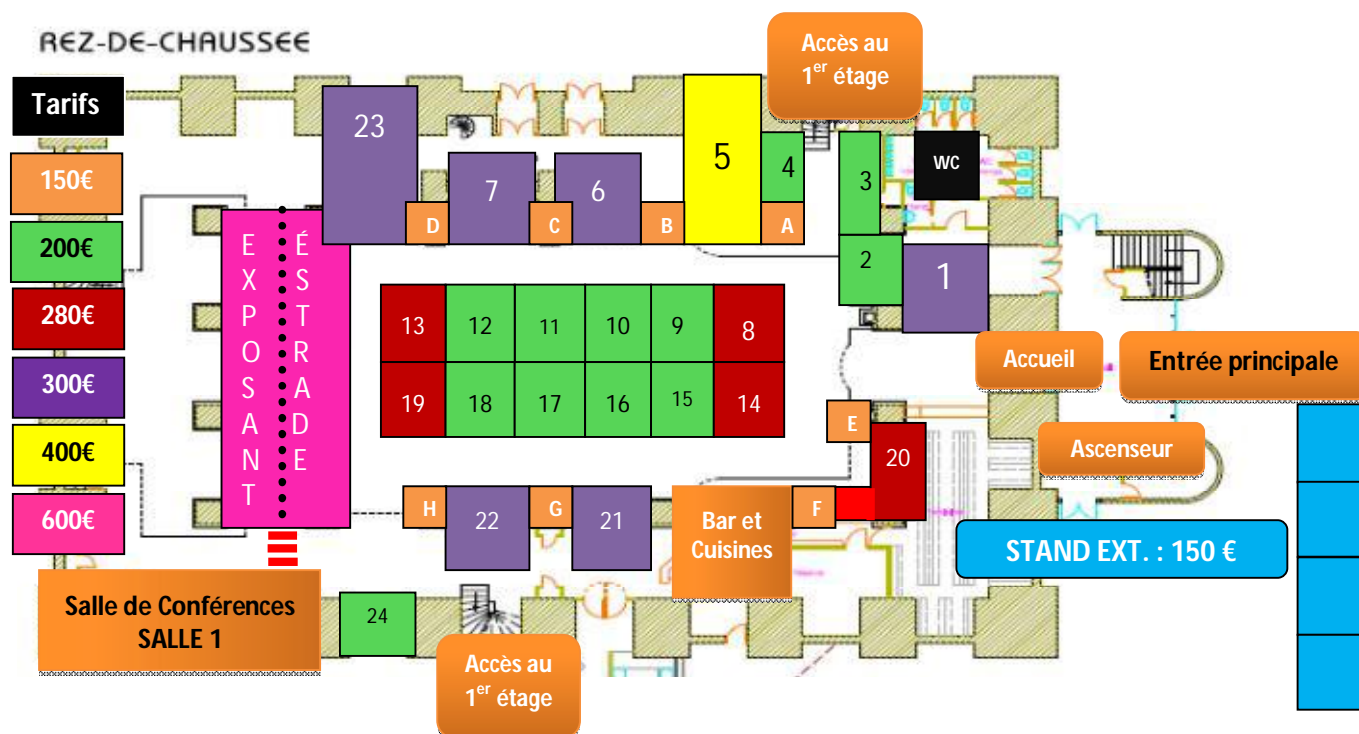 REZ-DE-CHAUSSEE
Accès au
1er étage
Tarifs
150€
200€
280€
300€
400€
600€
23
7
6
5
4
3
WC
D
C
B
A
2
1
EXPOSANT
ÉSTRADE
13
12
11
10
9
8
19
18
17
16
15
14
Accueil
Entrée principale
E
20
Ascenseur
H
22
G
21
Bar et
Cuisines
F
STAND EXT. : 150 €
Salle de Conférences
SALLE 1
24
Accès au
1er étage